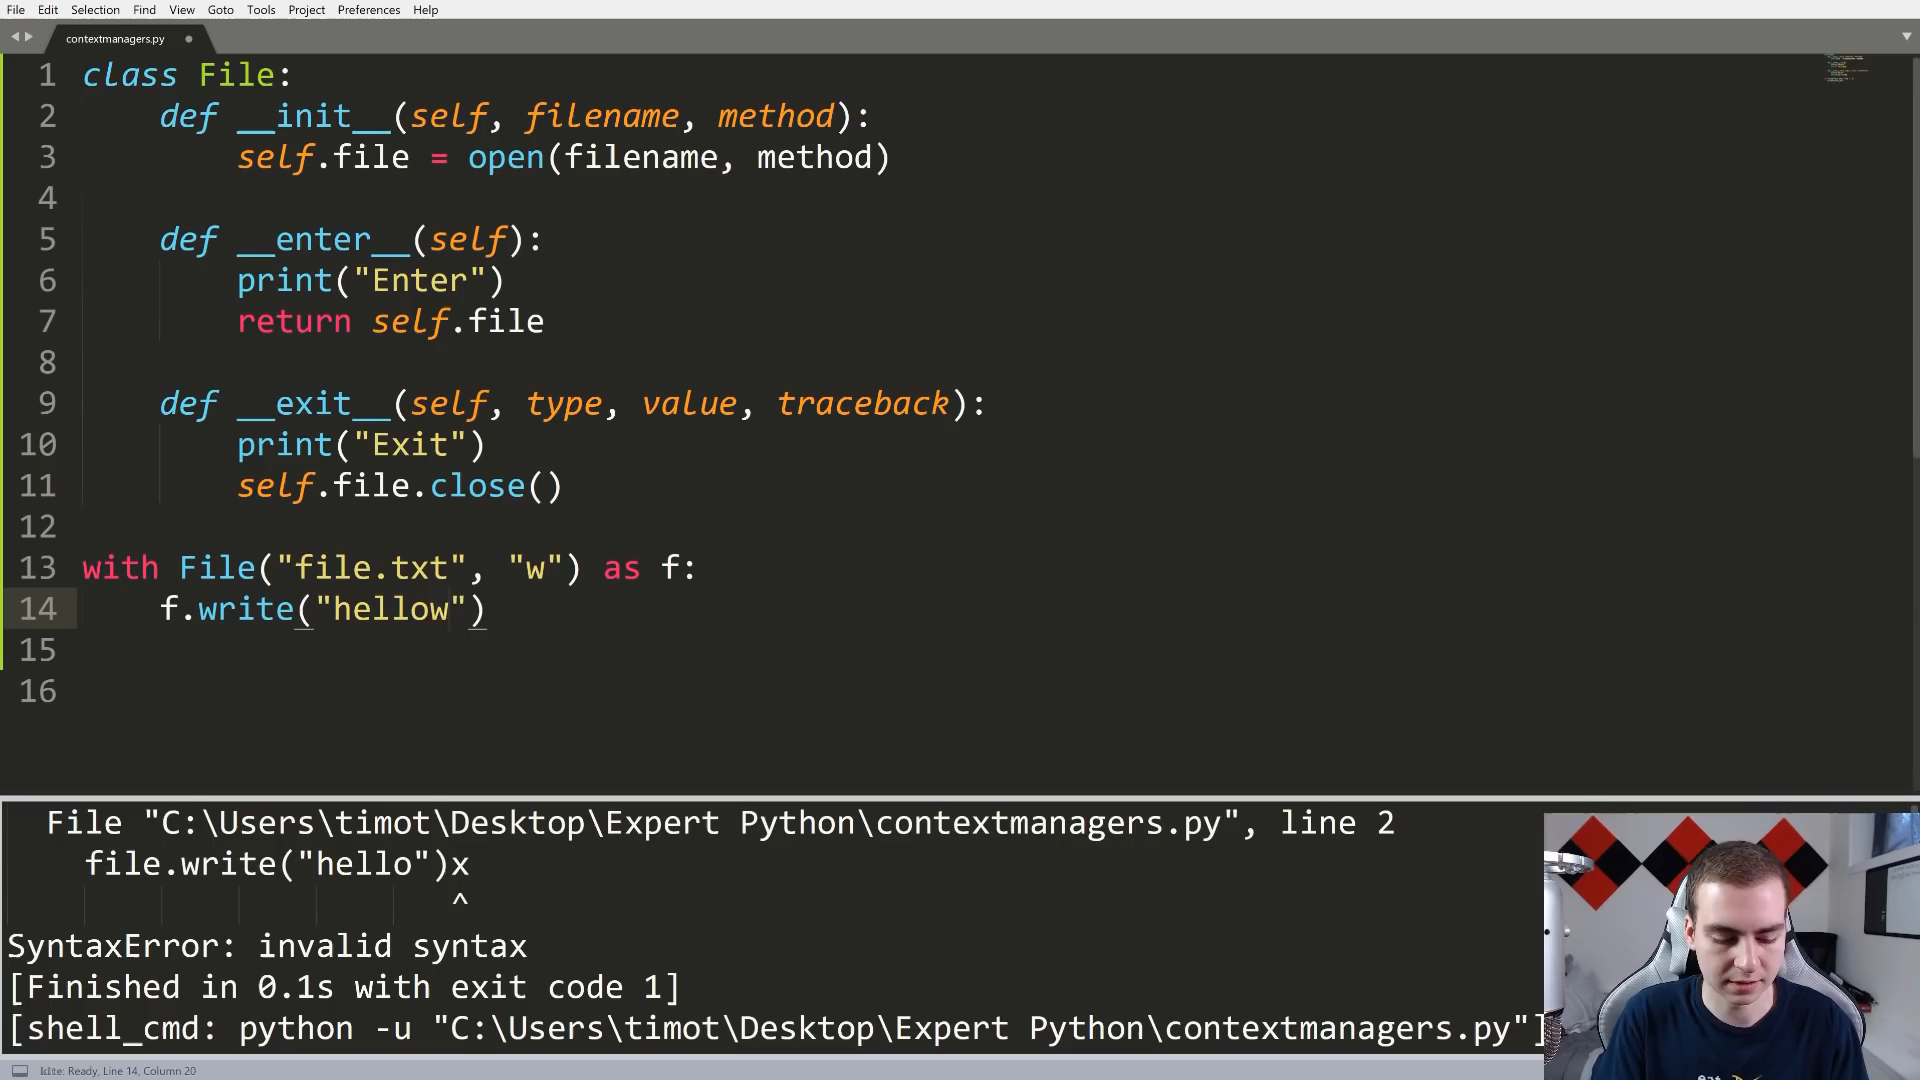 File Edit Selection Find View Goto Tools Project Preferences Help
contextmanagers.py
1 class File:
2 def __init__(self, filename, method):
3 self.file = open(filename, method)
4
5 def __enter__(self):
6 print("Enter")
7 return self.file
8
9 def __exit__(self, type, value, traceback):
10 print("Exit")
11 self.file.close()
12
13 with File("file.txt", "w") as f:
14 f.write("hellow")
15
16
File "C:\Users\timot\Desktop\Expert Python\contextmanagers.py", line 2
file.write("hello")x
^
SyntaxError: invalid syntax
[Finished in 0.1s with exit code 1]
[shell_cmd: python -u "C:\Users\timot\Desktop\Expert Python\contextmanagers.py"]
eat
Ready, Line 14, Column 20